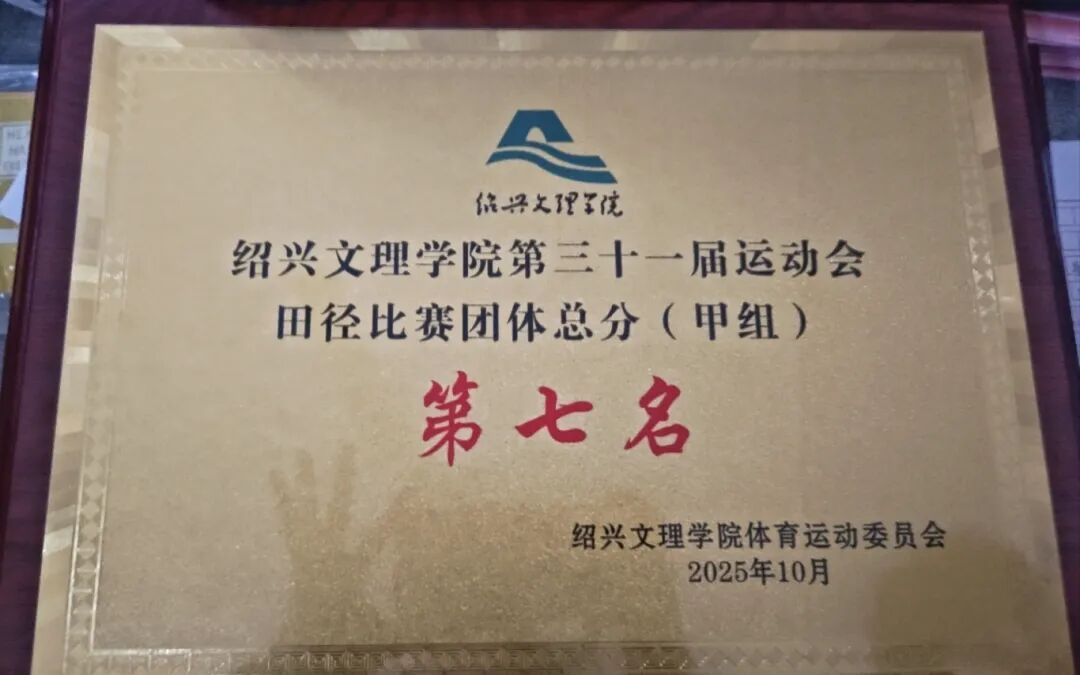 绍兴文理学院
绍兴文理学院第三十一届运动会
田径比赛团体总分（甲组）
第七名
绍兴文理学院体育运动委员会
2025年10月